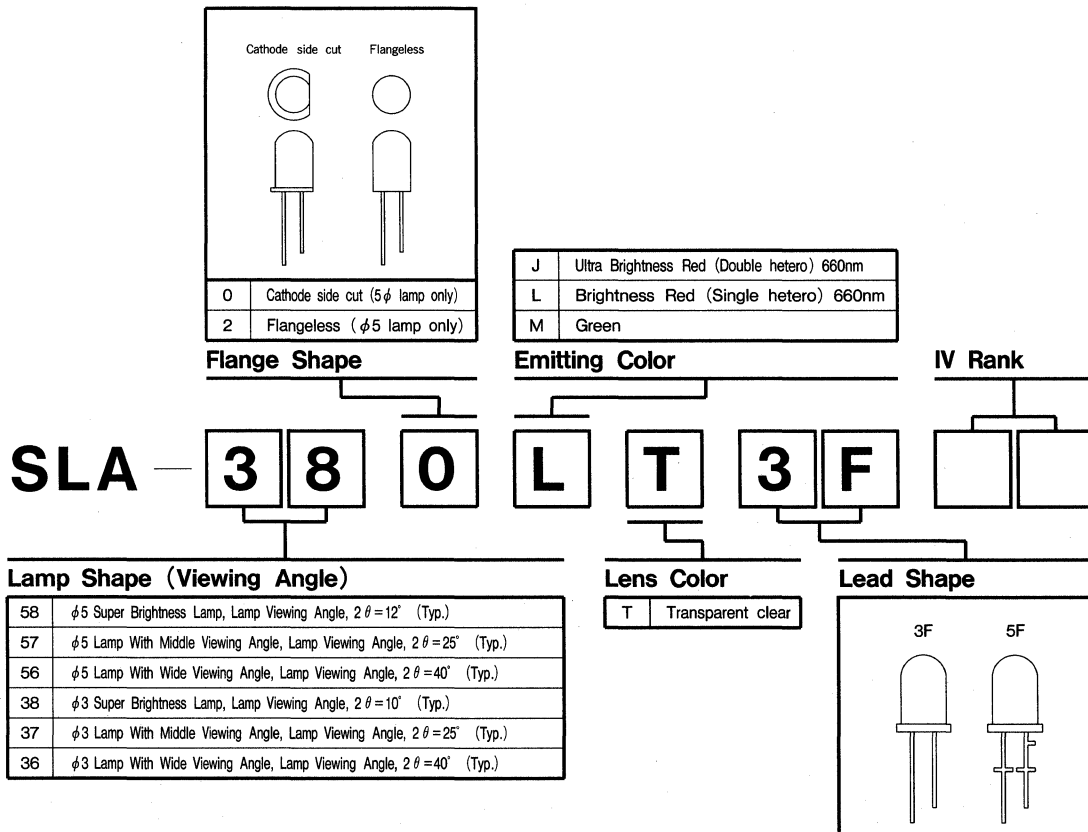 Cathode side cut Flangeless
0 Cathode side cut (5φ lamp only)
2 Flangeless (φ5 lamp only)
Flange Shape
J Ultra Brightness Red (Double hetero) 660nm
L Brightness Red (Single hetero) 660nm
M Green
Emitting Color
IV Rank
SLA — 3 8 0 L T 3 F
Lamp Shape (Viewing Angle)
58 φ5 Super Brightness Lamp, Lamp Viewing Angle, 2θ=12° (Typ.)
57 φ5 Lamp With Middle Viewing Angle, Lamp Viewing Angle, 2θ=25° (Typ.)
56 φ5 Lamp With Wide Viewing Angle, Lamp Viewing Angle, 2θ=40° (Typ.)
38 φ3 Super Brightness Lamp, Lamp Viewing Angle, 2θ=10° (Typ.)
37 φ3 Lamp With Middle Viewing Angle, Lamp Viewing Angle, 2θ=25° (Typ.)
36 φ3 Lamp With Wide Viewing Angle, Lamp Viewing Angle, 2θ=40° (Typ.)
Lens Color
T Transparent clear
Lead Shape
3F 5F